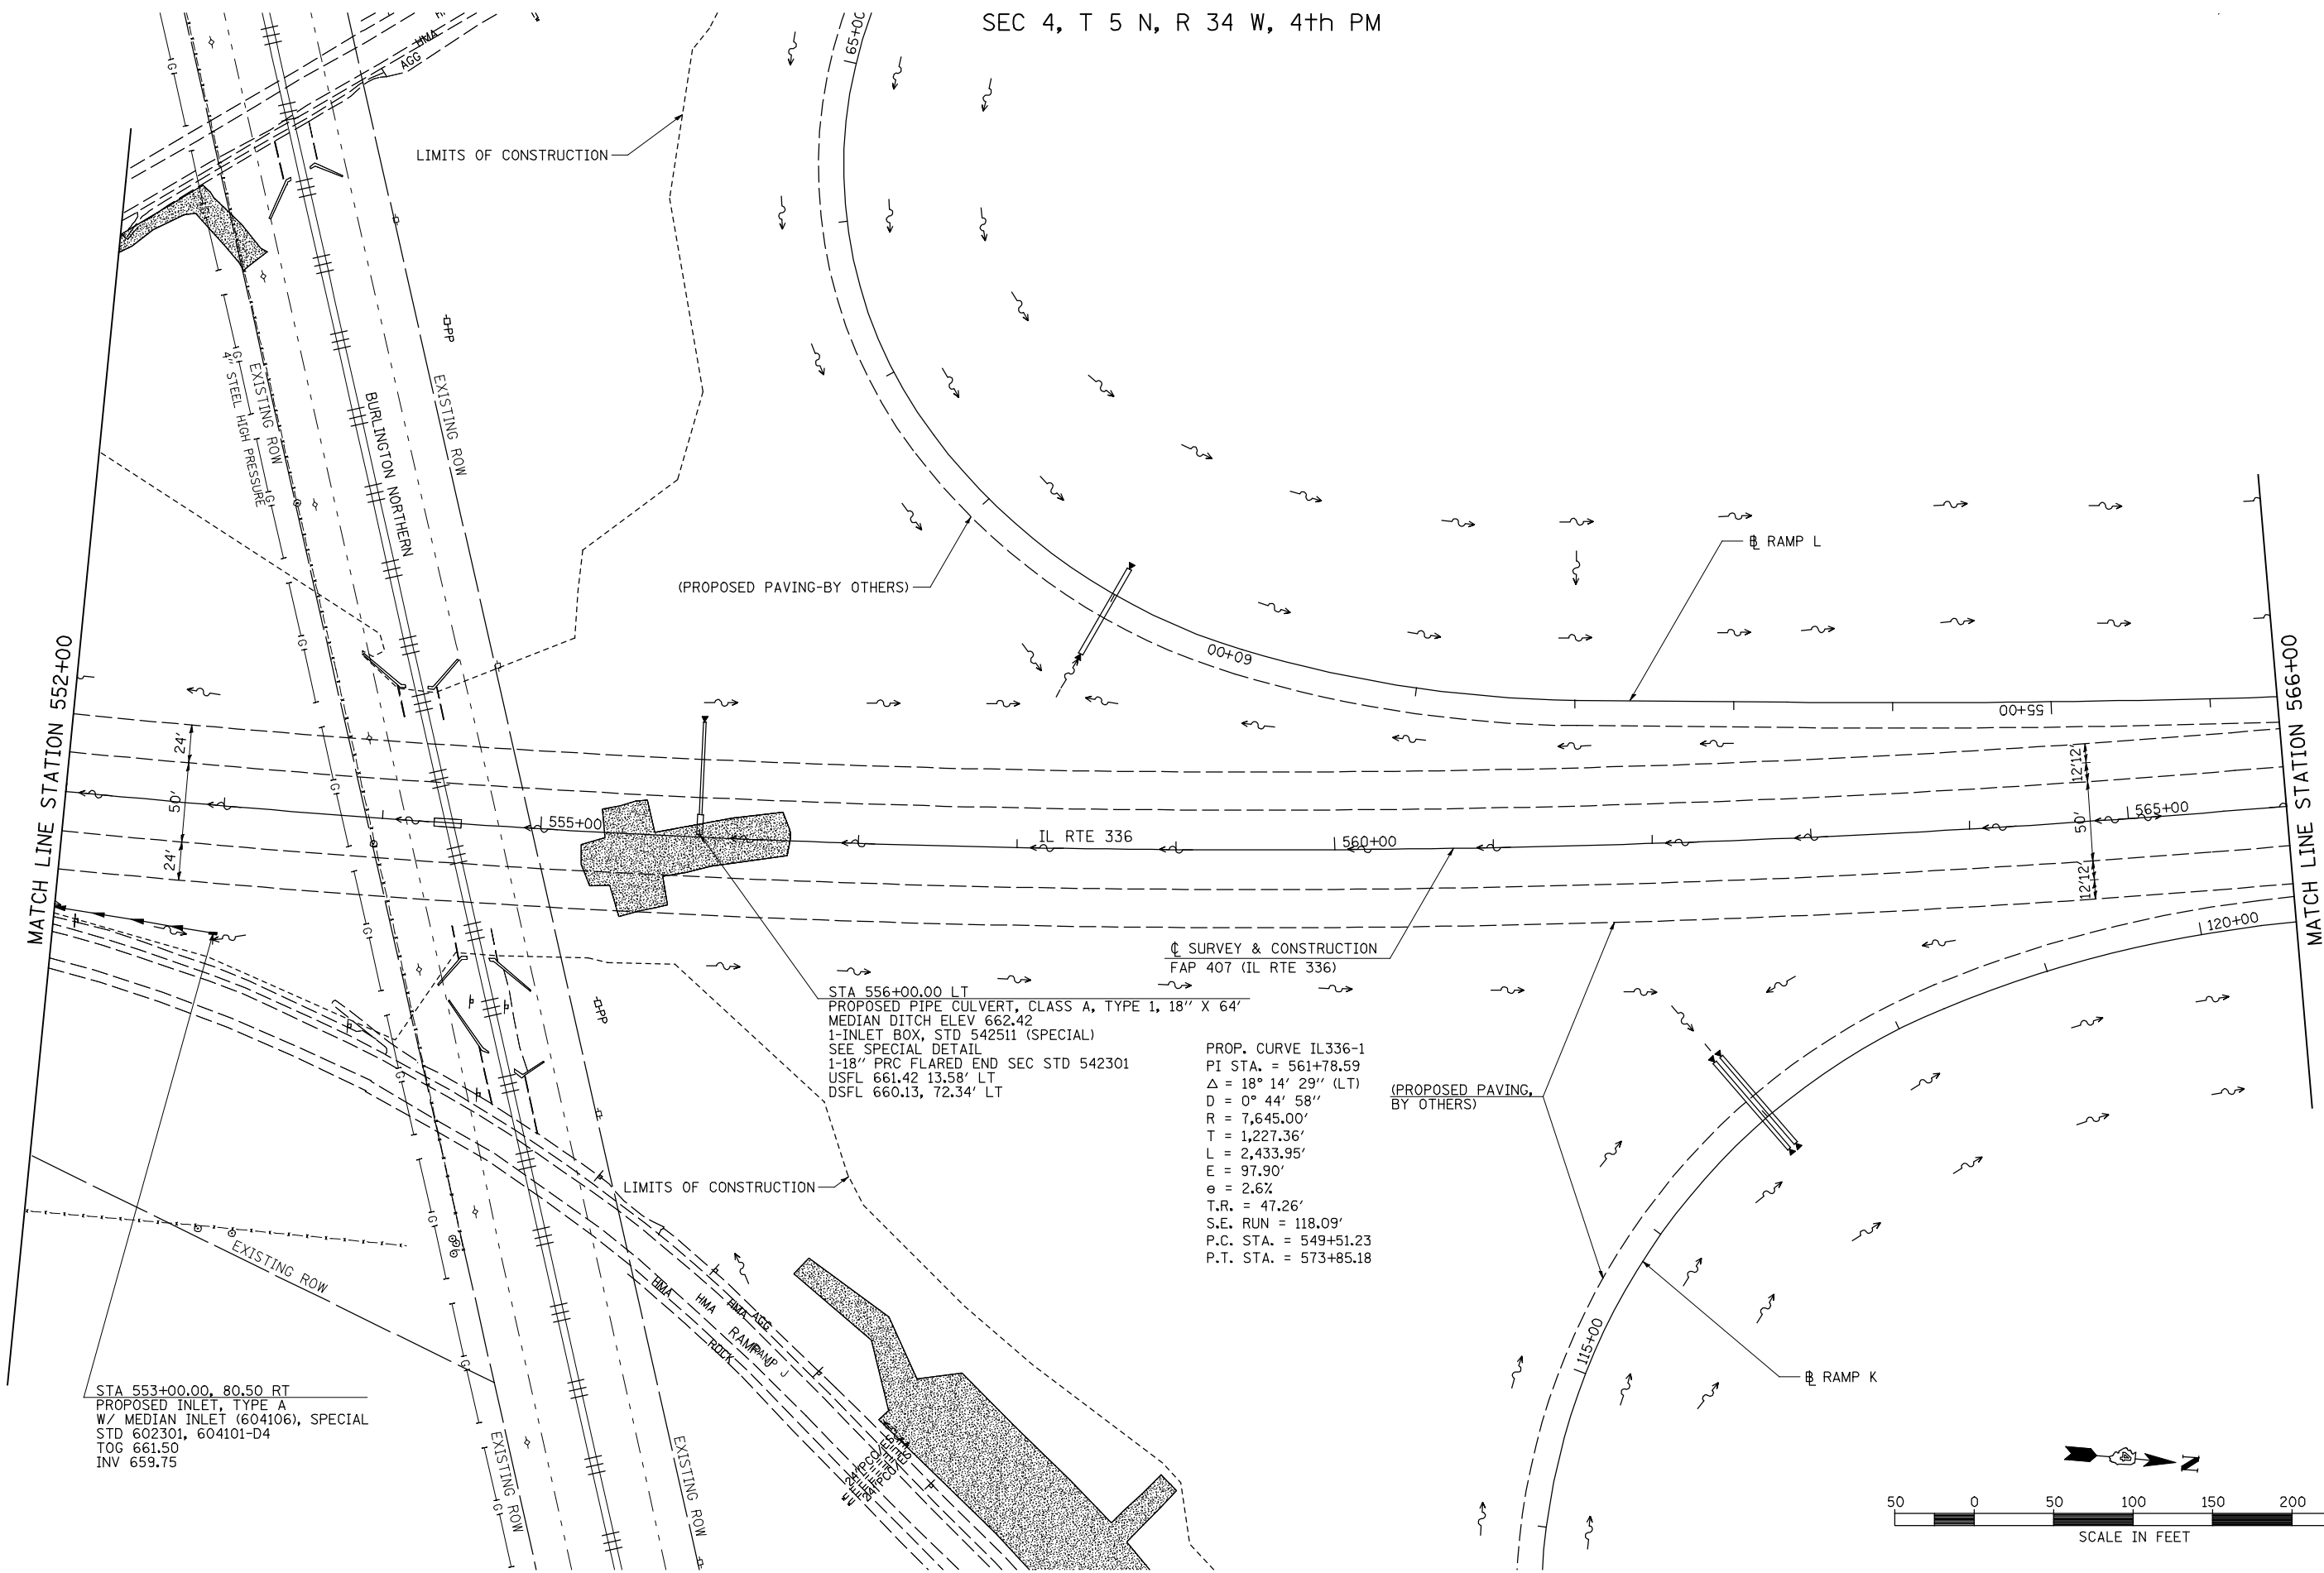 SEC 4, T 5 N, R 34 W, 4th PM
HMA
AGG
G
65+00
LIMITS OF CONSTRUCTION
PP
EXISTING ROW
4" STEEL HIGH PRESSURE
EXISTING ROW
BURLINGTON NORTHERN
G
G
G
(PROPOSED PAVING-BY OTHERS)
℄ RAMP L
60+00
55+00
MATCH LINE STATION 552+00
MATCH LINE STATION 566+00
24'
50'
24'
G
G
G
555+00
IL RTE 336
560+00
565+00
12'
12'
50'
12'
12'
120+00
℄ SURVEY & CONSTRUCTION
FAP 407 (IL RTE 336)
STA 556+00.00 LT
PROPOSED PIPE CULVERT, CLASS A, TYPE 1, 18" X 64'
MEDIAN DITCH ELEV 662.42
1-INLET BOX, STD 542511 (SPECIAL)
SEE SPECIAL DETAIL
1-18" PRC FLARED END SEC STD 542301
USFL 661.42 13.58' LT
DSFL 660.13, 72.34' LT
PP
PROP. CURVE IL336-1
PI STA. = 561+78.59
Δ = 18° 14' 29" (LT)
D = 0° 44' 58"
R = 7,645.00'
T = 1,227.36'
L = 2,433.95'
E = 97.90'
e = 2.6%
T.R. = 47.26'
S.E. RUN = 118.09'
P.C. STA. = 549+51.23
P.T. STA. = 573+85.18
(PROPOSED PAVING,
BY OTHERS)
LIMITS OF CONSTRUCTION
EXISTING ROW
G
G
G
G
HMA
HMA
HMA
AGG
RAMP J
RAMP J
ROCK
115+00
℄ RAMP K
STA 553+00.00, 80.50 RT
PROPOSED INLET, TYPE A
W/ MEDIAN INLET (604106), SPECIAL
STD 602301, 604101-D4
TOG 661.50
INV 659.75
EXISTING ROW
EXISTING ROW
G
N
50 0 50 100 150 200
SCALE IN FEET